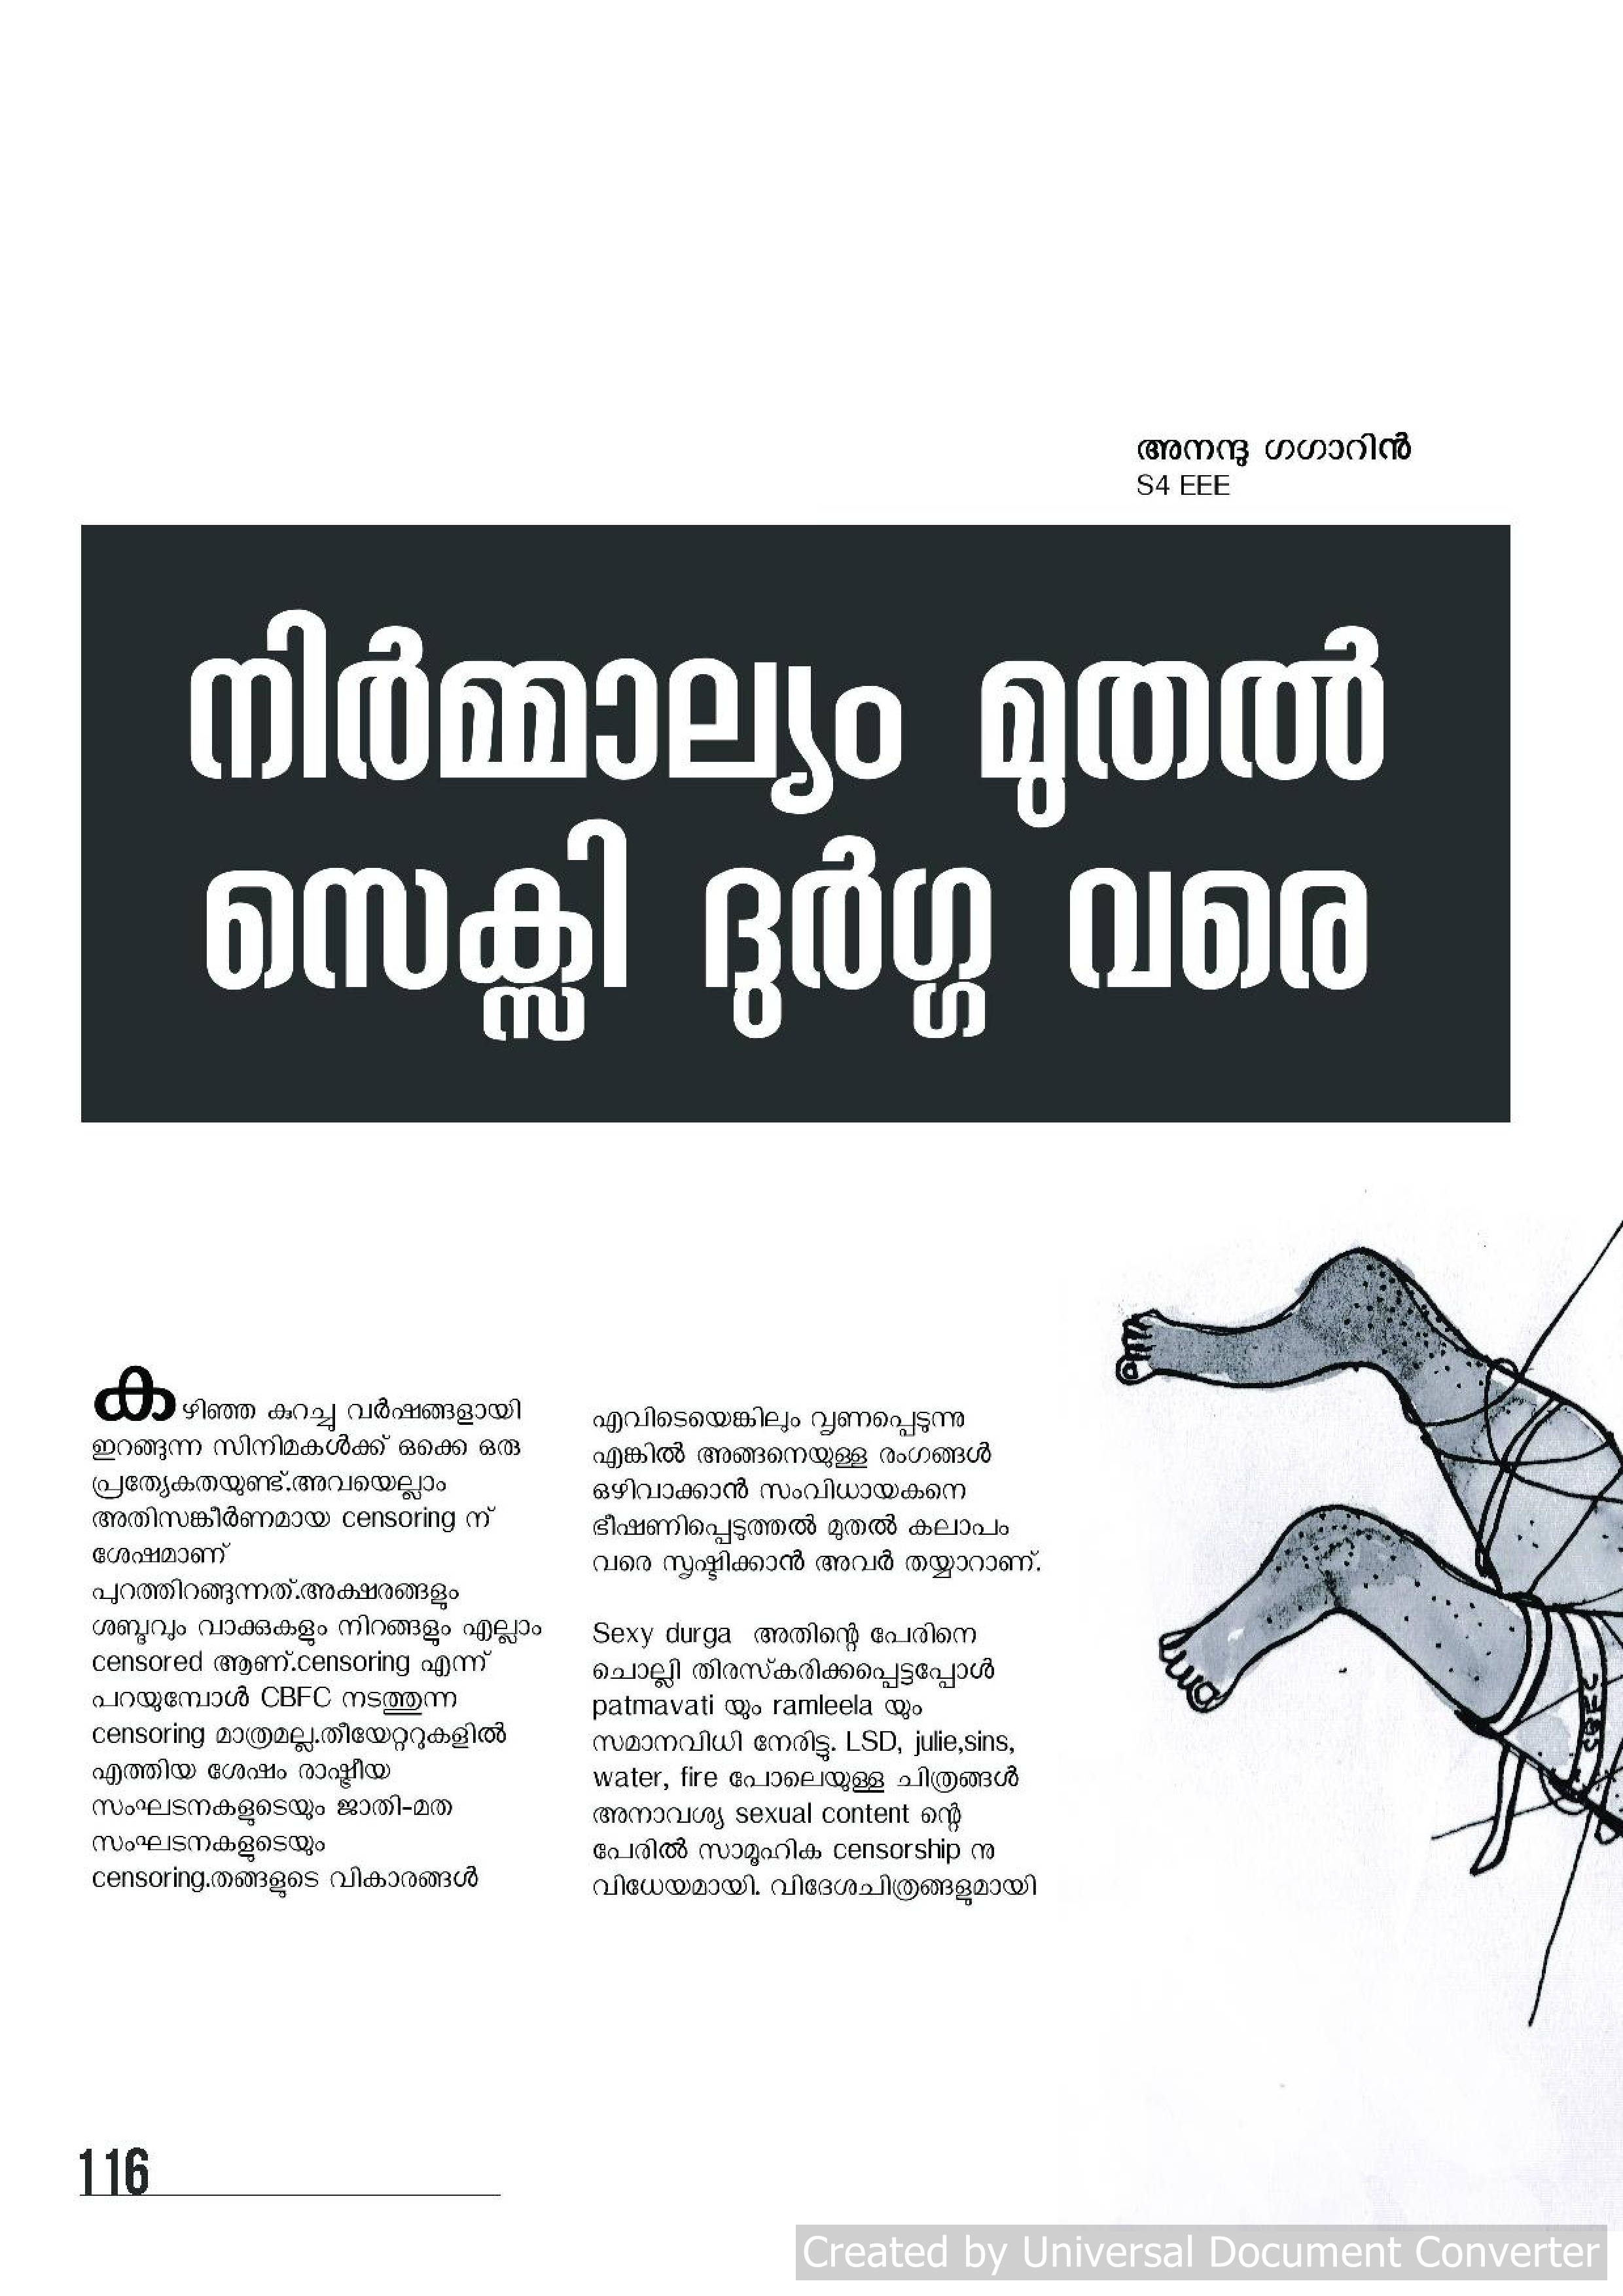 അനന്ദു ഗഗാറിൻ
S4 EEE
നിർമ്മാല്യം മുതൽ
സെക്സി ദുർഗ്ഗ വരെ
കഴിഞ്ഞ കുറച്ചു വർഷങ്ങളായി
ഇറങ്ങുന്ന സിനിമകൾക്ക് ഒക്കെ ഒരു
പ്രത്യേകതയുണ്ട്.അവയെല്ലാം
അതിസങ്കീർണമായ censoring ന്
ശേഷമാണ്
പുറത്തിറങ്ങുന്നത്.അക്ഷരങ്ങളും
ശബ്ദവും വാക്കുകളും നിറങ്ങളും എല്ലാം
censored ആണ്.censoring എന്ന്
പറയുമ്പോൾ CBFC നടത്തുന്ന
censoring മാത്രമല്ല.തീയേറ്ററുകളിൽ
എത്തിയ ശേഷം രാഷ്ട്രീയ
സംഘടനകളുടെയും ജാതി-മത
സംഘടനകളുടെയും
censoring.തങ്ങളുടെ വികാരങ്ങൾ
എവിടെയെങ്കിലും വൃണപ്പെടുന്നു
എങ്കിൽ അങ്ങനെയുള്ള രംഗങ്ങൾ
ഒഴിവാക്കാൻ സംവിധായകനെ
ഭീഷണിപ്പെടുത്തൽ മുതൽ കലാപം
വരെ സൃഷ്ടിക്കാൻ അവർ തയ്യാറാണ്.
Sexy durga അതിന്റെ പേരിനെ
ചൊല്ലി തിരസ്കരിക്കപ്പെട്ടപ്പോൾ
patmavati യും ramleela യും
സമാനവിധി നേരിട്ടു. LSD, julie,sins,
water, fire പോലെയുള്ള ചിത്രങ്ങൾ
അനാവശ്യ sexual content ന്റെ
പേരിൽ സാമൂഹിക censorship നു
വിധേയമായി. വിദേശചിത്രങ്ങളുമായി
116
Created by Universal Document Converter